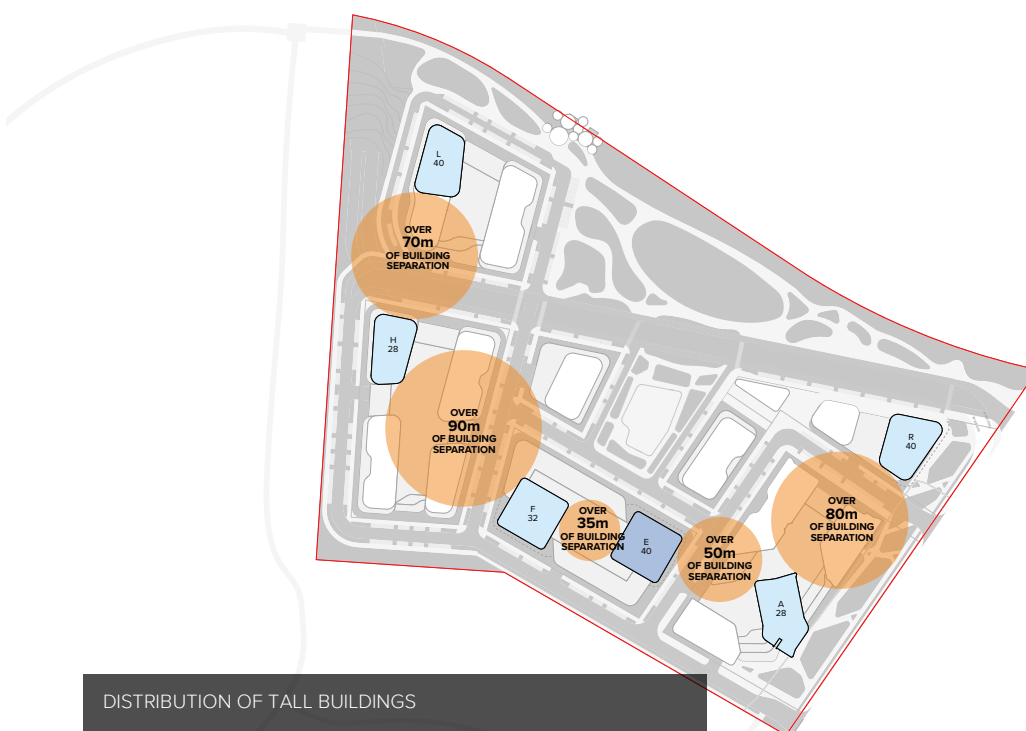 L
40
OVER
70m
OF BUILDING
SEPARATION
H
28
OVER
90m
OF BUILDING
SEPARATION
R
40
OVER
80m
OF BUILDING
SEPARATION
F
32
OVER
35m
OF BUILDING
SEPARATION
E
40
OVER
50m
OF BUILDING
SEPARATION
A
28
DISTRIBUTION OF TALL BUILDINGS